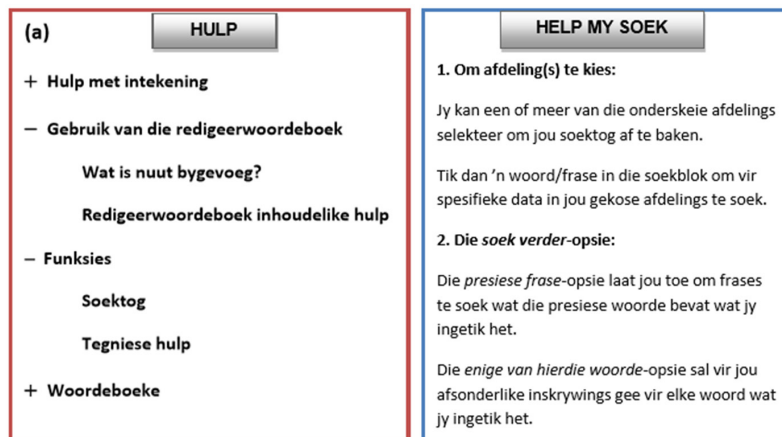 (a)
HULP
+ Hulp met intekening
– Gebruik van die redigeerwoordeboek
Wat is nuut bygevoeg?
Redigeerwoordeboek inhoudelike hulp
– Funksies
Soektog
Tegniese hulp
+ Woordeboeke
HELP MY SOEK
1. Om afdeling(s) te kies:
Jy kan een of meer van die onderskeie afdelings
selekteer om jou soektog af te baken.
Tik dan ’n woord/frase in die soekblok om vir
spesifieke data in jou gekose afdelings te soek.
2. Die soek verder-opsie:
Die presiese frase-opsie laat jou toe om frases
te soek wat die presiese woorde bevat wat jy
ingetik het.
Die enige van hierdie woorde-opsie sal vir jou
afsonderlike inskrywings gee vir elke woord wat
jy ingetik het.